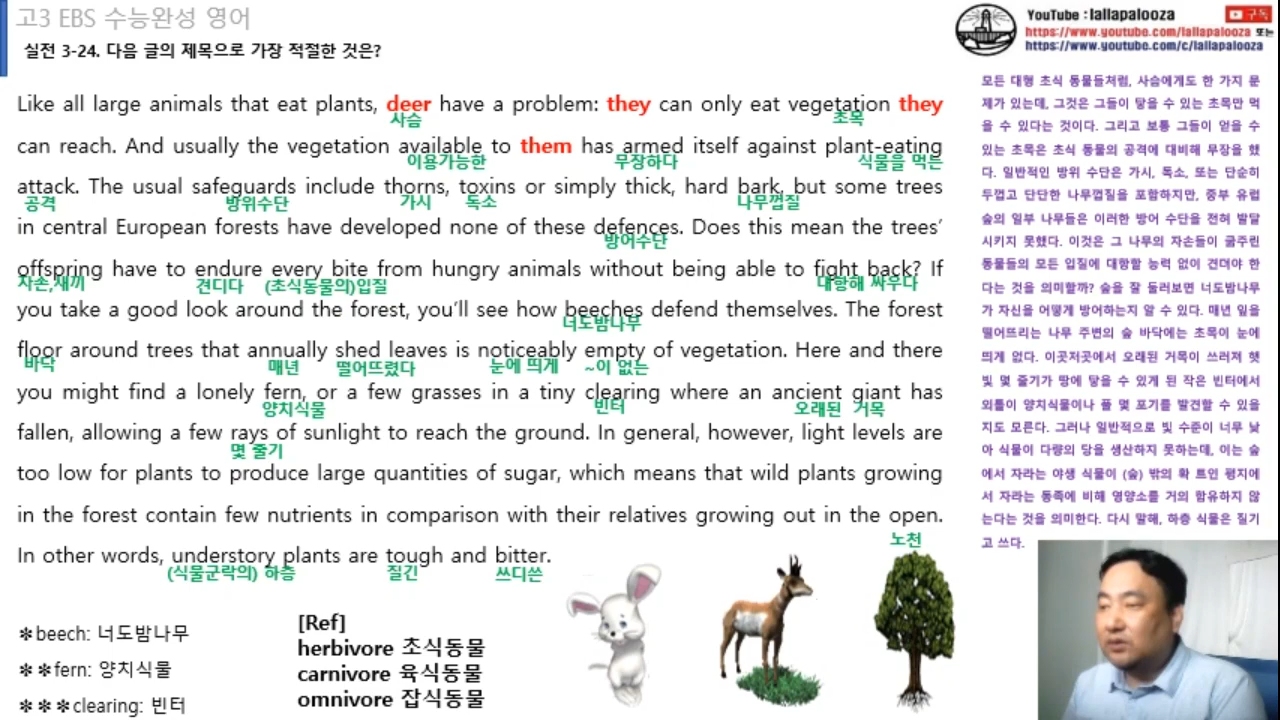 고3 EBS 수능완성 영어
YouTube : lallapalooza
구독
https://www.youtube.com/lallapalooza 또는
https://www.youtube.com/c/lallapalooza
실전 3-24. 다음 글의 제목으로 가장 적절한 것은?
Like all large animals that eat plants, deer have a problem: they can only eat vegetation they
사슴 초목
can reach. And usually the vegetation available to them has armed itself against plant-eating
이용가능한 무장하다 식물을 먹는
attack. The usual safeguards include thorns, toxins or simply thick, hard bark, but some trees
공격 방위수단 가시 독소 나무껍질
in central European forests have developed none of these defences. Does this mean the trees’
방어수단
offspring have to endure every bite from hungry animals without being able to fight back? If
자손,새끼 견디다 (초식동물의)입질 대항해 싸우다
you take a good look around the forest, you’ll see how beeches defend themselves. The forest
너도밤나무
floor around trees that annually shed leaves is noticeably empty of vegetation. Here and there
바닥 매년 떨어뜨렸다 눈에 띄게 ~이 없는
you might find a lonely fern, or a few grasses in a tiny clearing where an ancient giant has
양치식물 빈터 오래된 거목
fallen, allowing a few rays of sunlight to reach the ground. In general, however, light levels are
몇 줄기
too low for plants to produce large quantities of sugar, which means that wild plants growing
in the forest contain few nutrients in comparison with their relatives growing out in the open.
노천
In other words, understory plants are tough and bitter.
(식물군락의) 하층 질긴 쓰디쓴
＊beech: 너도밤나무
＊＊fern: 양치식물
＊＊＊clearing: 빈터
[Ref]
herbivore 초식동물
carnivore 육식동물
omnivore 잡식동물
모든 대형 초식 동물들처럼, 사슴에게도 한 가지 문
제가 있는데, 그것은 그들이 닿을 수 있는 초목만 먹
을 수 있다는 것이다. 그리고 보통 그들이 얻을 수
있는 초목은 초식 동물의 공격에 대비해 무장을 했
다. 일반적인 방위 수단은 가시, 독소, 또는 단순히
두껍고 단단한 나무껍질을 포함하지만, 중부 유럽
숲의 일부 나무들은 이러한 방어 수단을 전혀 발달
시키지 못했다. 이것은 그 나무의 자손들이 굶주린
동물들의 모든 입질에 대항할 능력 없이 견뎌야 한
다는 것을 의미할까? 숲을 잘 둘러보면 너도밤나무
가 자신을 어떻게 방어하는지 알 수 있다. 매년 잎을
떨어뜨리는 나무 주변의 숲 바닥에는 초목이 눈에
띄게 없다. 이곳저곳에서 오래된 거목이 쓰러져 햇
빛 몇 줄기가 땅에 닿을 수 있게 된 작은 빈터에서
외톨이 양치식물이나 풀 몇 포기를 발견할 수 있을
지도 모른다. 그러나 일반적으로 빛 수준이 너무 낮
아 식물이 다량의 당을 생산하지 못하는데, 이는 숲
에서 자라는 야생 식물이 (숲) 밖의 확 트인 평지에
서 자라는 동족에 비해 영양소를 거의 함유하지 않
는다는 것을 의미한다. 다시 말해, 하층 식물은 질기
고 쓰다.